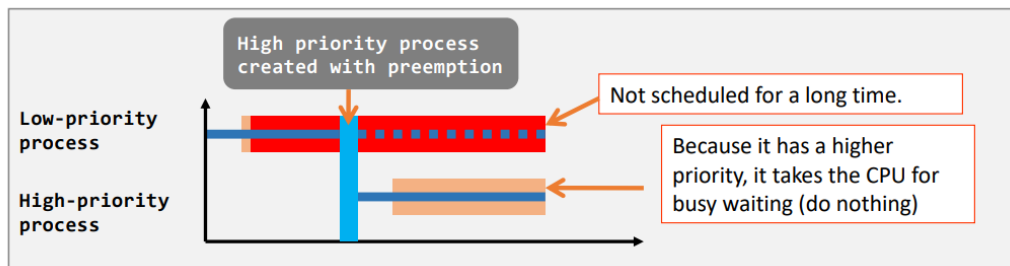 High priority process
created with preemption
Not scheduled for a long time.
Low-priority
process
Because it has a higher
priority, it takes the CPU for
busy waiting (do nothing)
High-priority
process